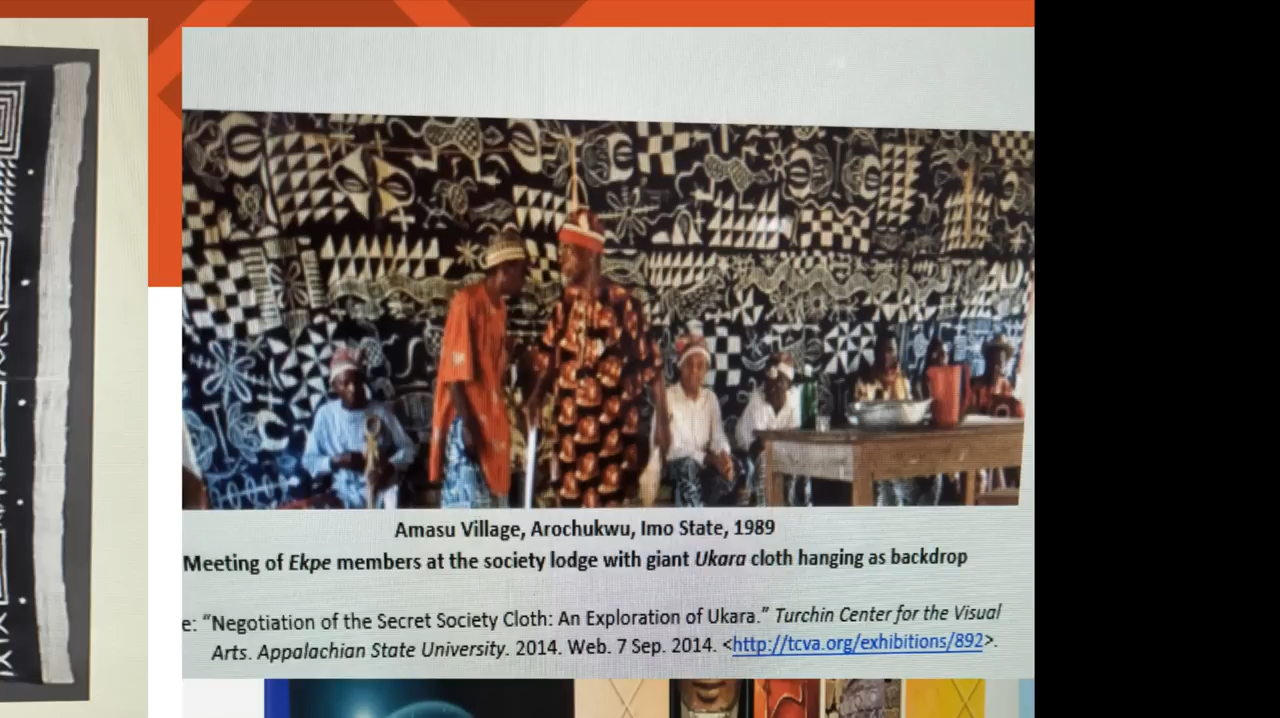 Amasu Village, Arochukwu, Imo State, 1989
Meeting of Ekpe members at the society lodge with giant Ukara cloth hanging as backdrop
e: “Negotiation of the Secret Society Cloth: An Exploration of Ukara.” Turchin Center for the Visual
Arts. Appalachian State University. 2014. Web. 7 Sep. 2014. <http://tcva.org/exhibitions/892>.